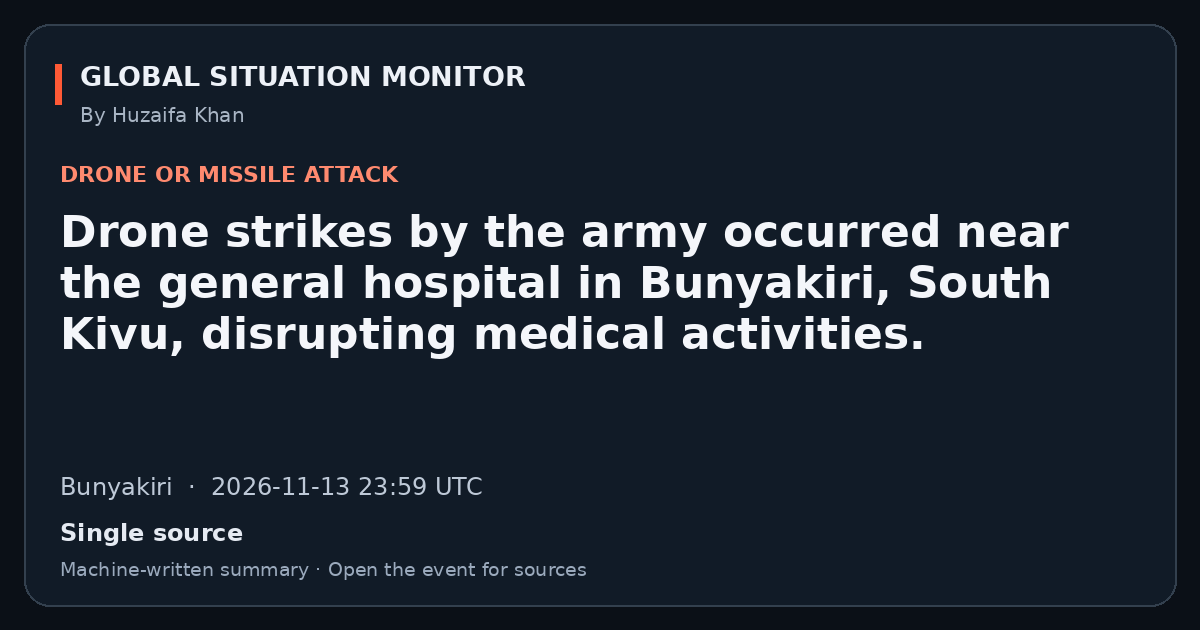 GLOBAL SITUATION MONITOR
By Huzaifa Khan
DRONE OR MISSILE ATTACK
Drone strikes by the army occurred near
the general hospital in Bunyakiri, South
Kivu, disrupting medical activities.
Bunyakiri · 2026-11-13 23:59 UTC
Single source
Machine-written summary · Open the event for sources